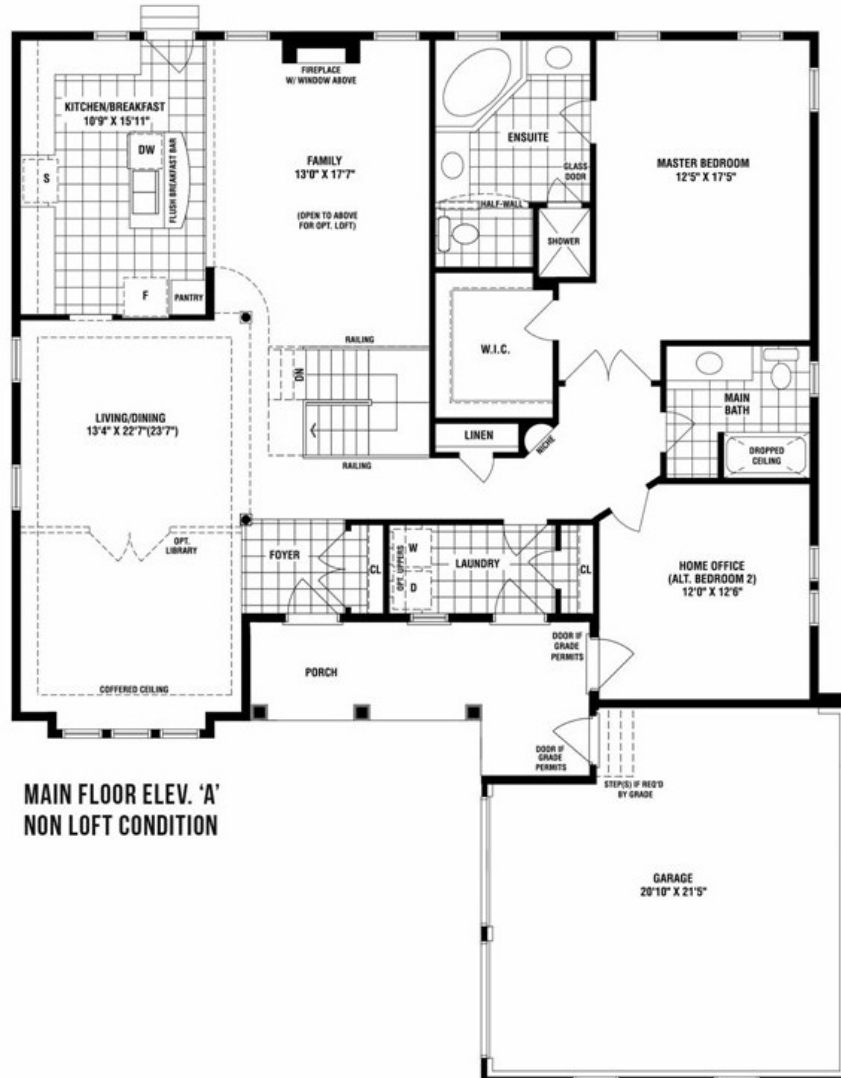 FIREPLACE
W/ WINDOW ABOVE
KITCHEN/BREAKFAST
10'9" X 15'11"
DW
S
FLUSH BREAKFAST BAR
F
PANTRY
FAMILY
13'0" X 17'7"
(OPEN TO ABOVE
FOR OPT. LOFT)
ENSUITE
GLASS
DOOR
HALF-WALL
SHOWER
MASTER BEDROOM
12'5" X 17'5"
W.I.C.
RAILING
DN
RAILING
LINEN
NICHE
MAIN
BATH
DROPPED
CEILING
LIVING/DINING
13'4" X 22'7"(23'7")
OPT.
LIBRARY
COFFERED CEILING
FOYER
CL
OPT. UPPERS
W
D
LAUNDRY
CL
HOME OFFICE
(ALT. BEDROOM 2)
12'0" X 12'6"
PORCH
DOOR IF
GRADE
PERMITS
DOOR IF
GRADE
PERMITS
STEP(S) IF REQ'D
BY GRADE
MAIN FLOOR ELEV. ‘A’
NON LOFT CONDITION
GARAGE
20'10" X 21'5"